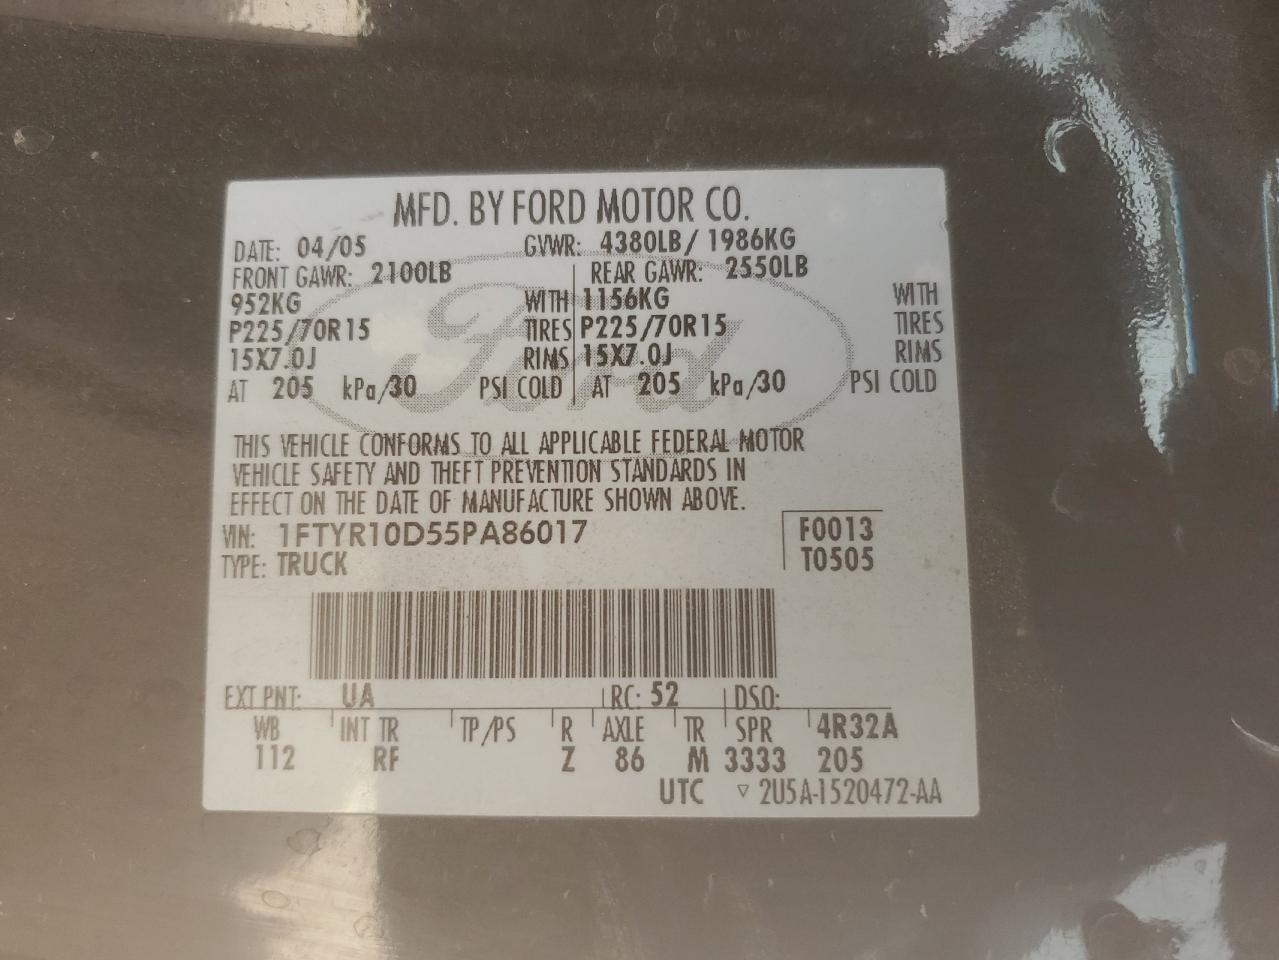 MFD. BY FORD MOTOR CO.
DATE: 04/05 GVWR: 4380LB/ 1986KG
FRONT GAWR: 2100LB REAR GAWR: 2550LB
952KG WITH 1156KG WITH
P225/70R15 TIRES P225/70R15 TIRES
15X7.0J RIMS 15X7.0J RIMS
AT 205 kPa/30 PSI COLD AT 205 kPa/30 PSI COLD
Ford
THIS VEHICLE CONFORMS TO ALL APPLICABLE FEDERAL MOTOR
VEHICLE SAFETY AND THEFT PREVENTION STANDARDS IN
EFFECT ON THE DATE OF MANUFACTURE SHOWN ABOVE.
VIN: 1FTYR10D55PA86017 F0013
TYPE: TRUCK T0505
EXT PNT: UA RC: 52 DSO:
WB INT TR TP/PS R AXLE TR SPR 4R32A
112 RF Z 86 M 3333 205
UTC ▽ 2U5A-1520472-AA